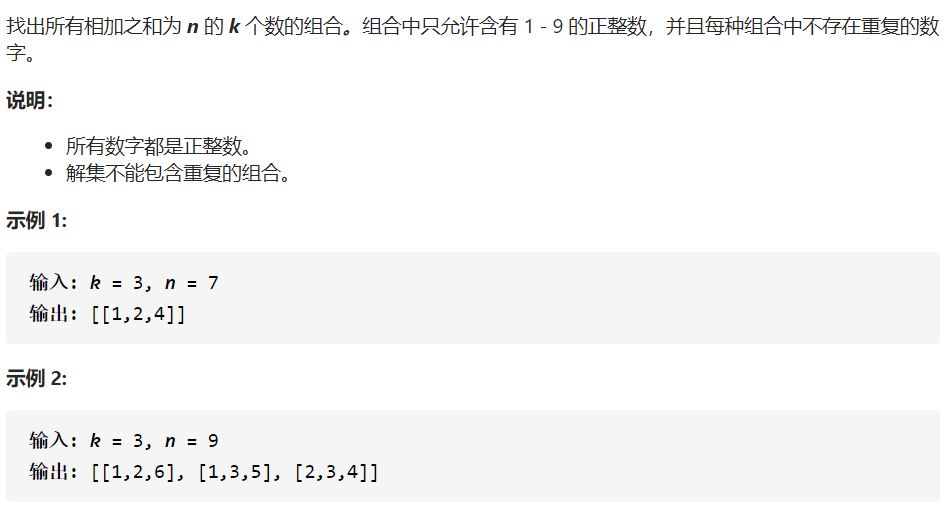 找出所有相加之和为 n 的 k 个数的组合。组合中只允许含有 1 - 9 的正整数，并且每种组合中不存在重复的数
字。
说明：
所有数字都是正整数。
解集不能包含重复的组合。
示例 1:
输入: k = 3, n = 7
输出: [[1,2,4]]
示例 2:
输入: k = 3, n = 9
输出: [[1,2,6], [1,3,5], [2,3,4]]